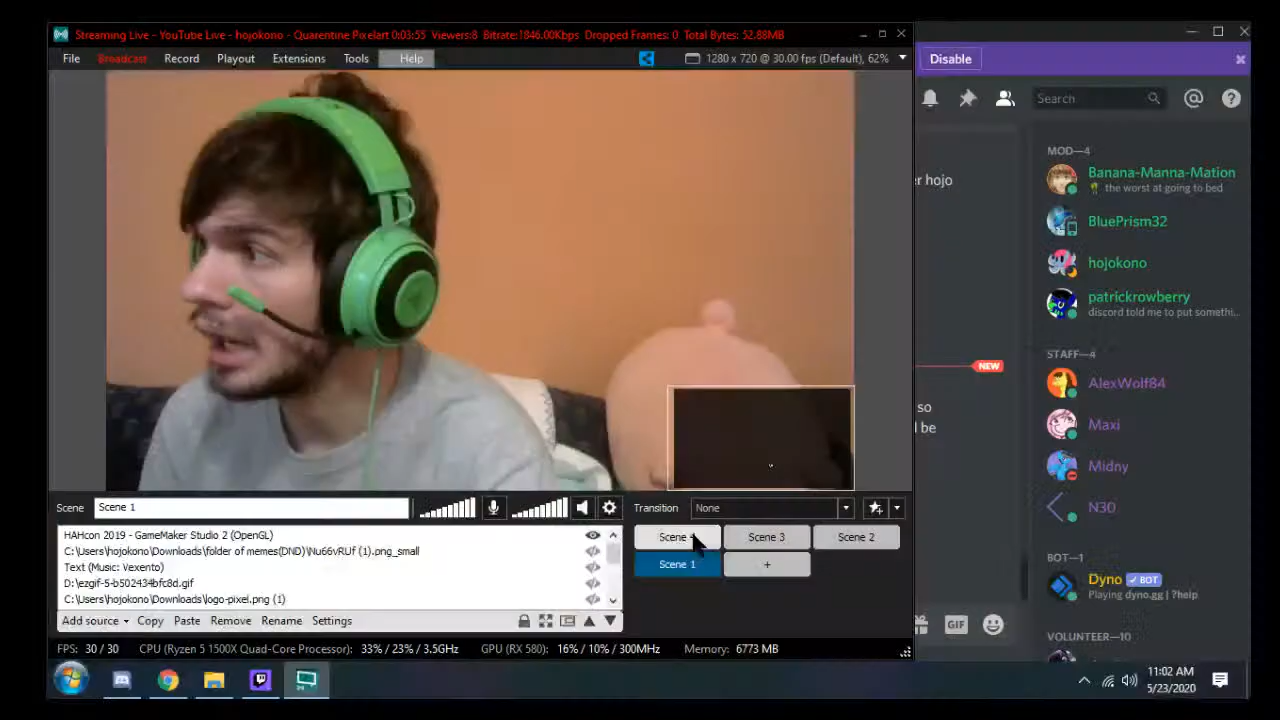 Streaming Live - YouTube Live - hojokono - Quarentine Pixelart 0:03:55 Viewers:8 Bitrate:1846.00Kbps Dropped Frames: 0 Total Bytes: 52.88MB
File Broadcast Record Playout Extensions Tools Help 1280 x 720 @ 30.00 fps (Default), 62%
Disable
Search
er hojo
NEW
so
d be
MOD—4
Banana-Manna-Mation
the worst at going to bed
BluePrism32
hojokono
patrickrowberry
discord told me to put somethi...
STAFF—4
AlexWolf84
Maxi
Midny
N30
BOT—1
Dyno ✓ BOT
Playing dyno.gg | ?help
VOLUNTEER—10
GIF
Scene Scene 1 Transition None
HAHcon 2019 - GameMaker Studio 2 (OpenGL)
C:\Users\hojokono\Downloads\folder of memes(DND)\Nu66vRUf (1).png_small
Text (Music: Vexento)
D:\ezgif-5-b502434bfc8d.gif
C:\Users\hojokono\Downloads\logo-pixel.png (1)
Scene Scene 3 Scene 2
Scene 1 +
Add source Copy Paste Remove Rename Settings
FPS: 30 / 30 CPU (Ryzen 5 1500X Quad-Core Processor): 33% / 23% / 3.5GHz GPU (RX 580): 16% / 10% / 300MHz Memory: 6773 MB
11:02 AM
5/23/2020